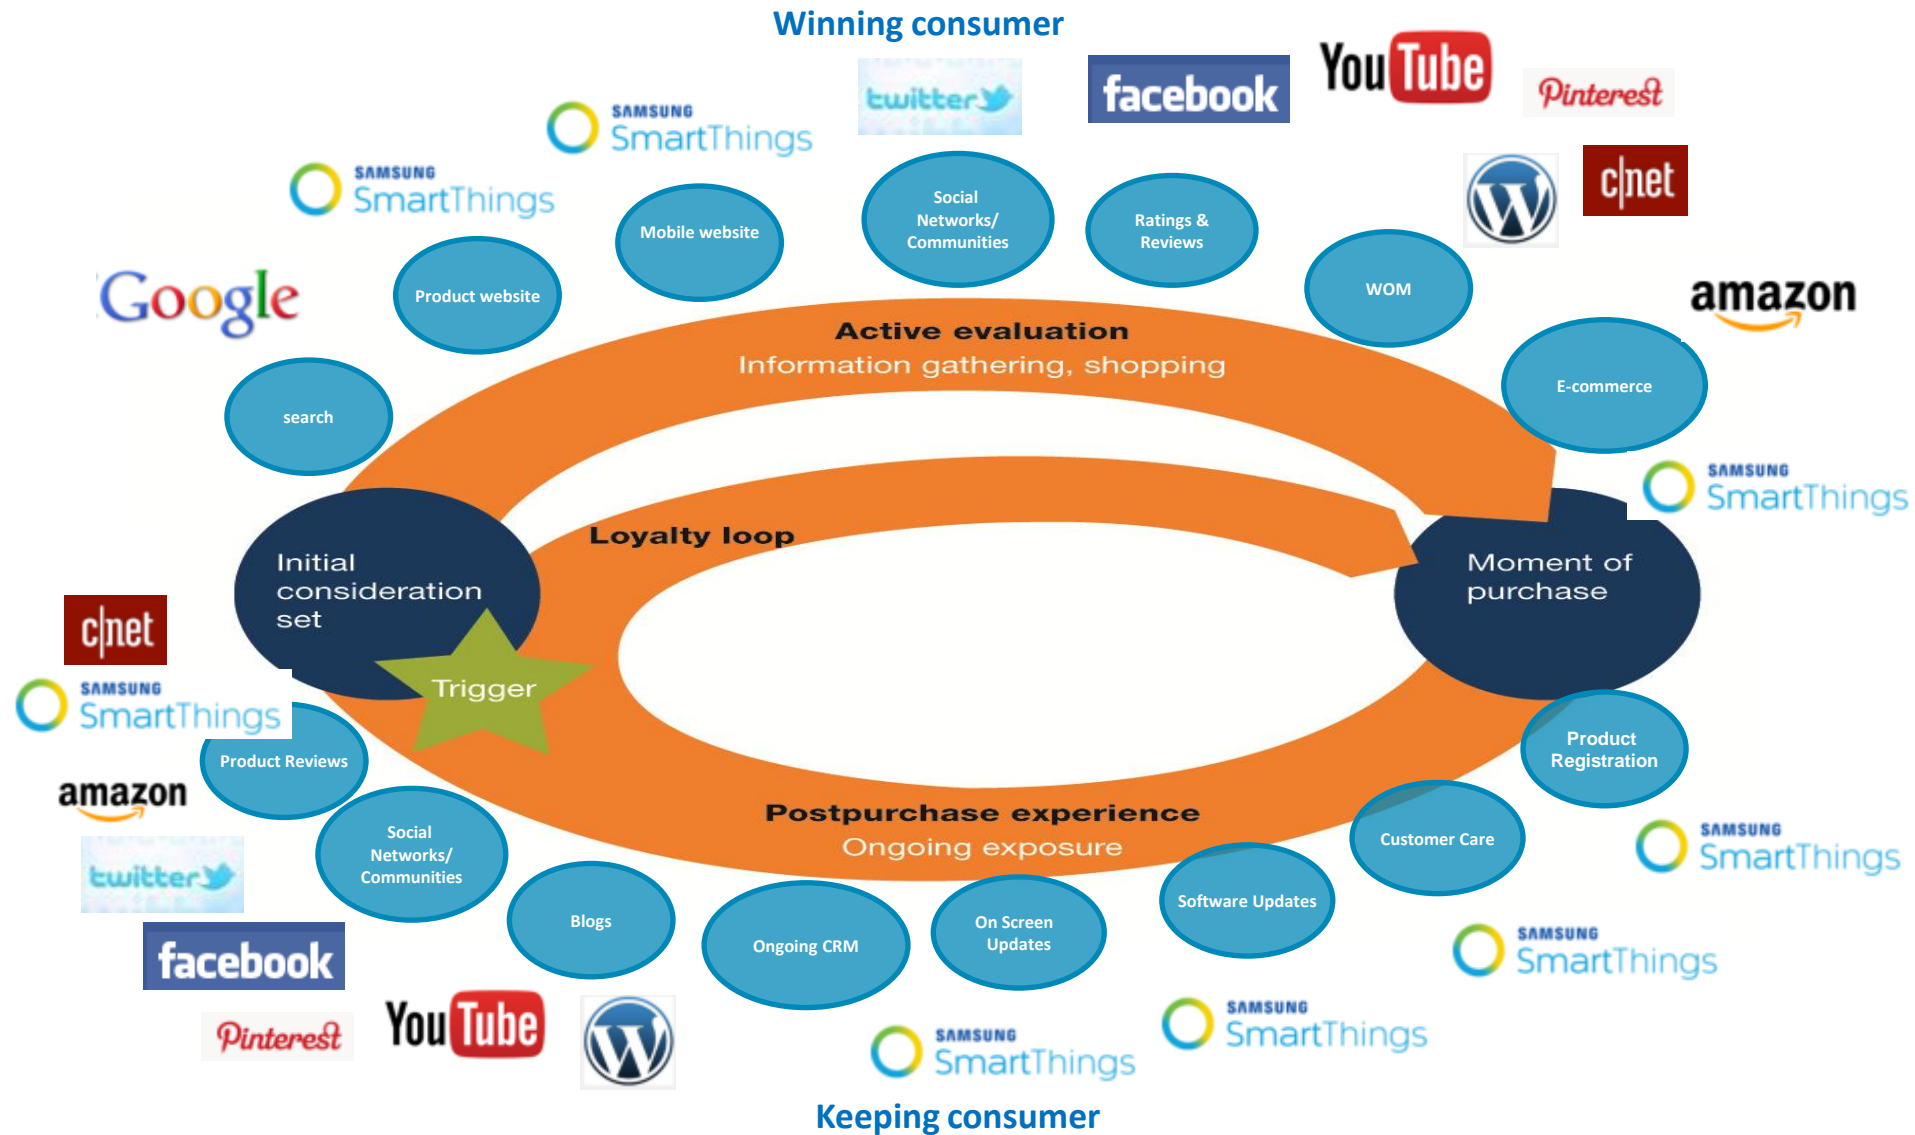 Winning consumer
twitter
facebook
YouTube
Pinterest
SAMSUNG
SmartThings
SAMSUNG
SmartThings
c|net
Google
Mobile website
Social
Networks/
Communities
Ratings &
Reviews
Product website
WOM
amazon
search
Active evaluation
Information gathering, shopping
E-commerce
SAMSUNG
SmartThings
Loyalty loop
Initial
consideration
set
Trigger
Moment of
purchase
c|net
SAMSUNG
SmartThings
Product Reviews
amazon
twitter
facebook
Pinterest
YouTube
Social
Networks/
Communities
Blogs
Postpurchase experience
Ongoing exposure
Ongoing CRM
On Screen
Updates
Software Updates
Customer Care
Product
Registration
SAMSUNG
SmartThings
SAMSUNG
SmartThings
SAMSUNG
SmartThings
SAMSUNG
SmartThings
Keeping consumer